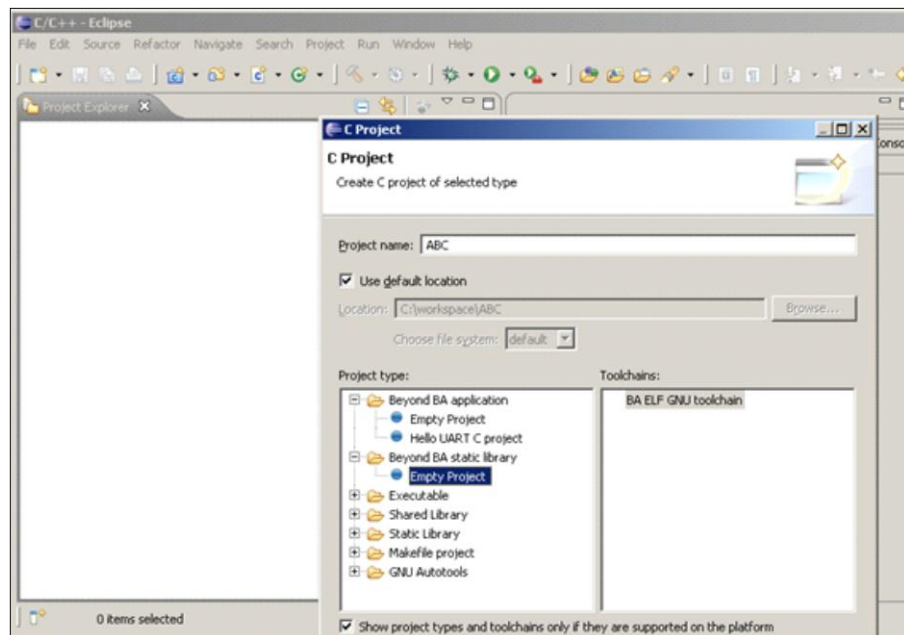 C/C++ - Eclipse
File Edit Source Refactor Navigate Search Project Run Window Help
Project Explorer
C Project
C Project
Create C project of selected type
Project name: ABC
Use default location
Location: C:\workspace\ABC Browse...
Choose file system: default
Project type: Toolchains:
Beyond BA application BA ELF GNU toolchain
Empty Project
Hello UART C project
Beyond BA static library
Empty Project
Executable
Shared Library
Static Library
Makefile project
GNU Autotools
0 items selected
Show project types and toolchains only if they are supported on the platform